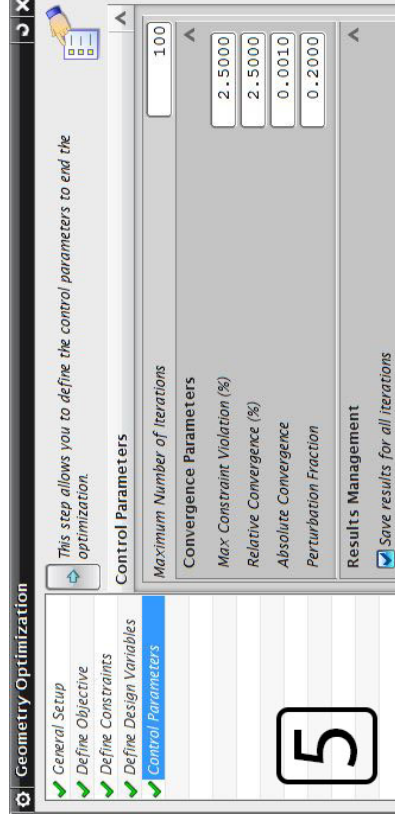 Geometry Optimization
General Setup
Define Objective
Define Constraints
Define Design Variables
Control Parameters
5
This step allows you to define the control parameters to end the
optimization.
Control Parameters
Maximum Number of Iterations 100
Convergence Parameters
Max Constraint Violation (%) 2.5000
Relative Convergence (%) 2.5000
Absolute Convergence 0.0010
Perturbation Fraction 0.2000
Results Management
Save results for all iterations